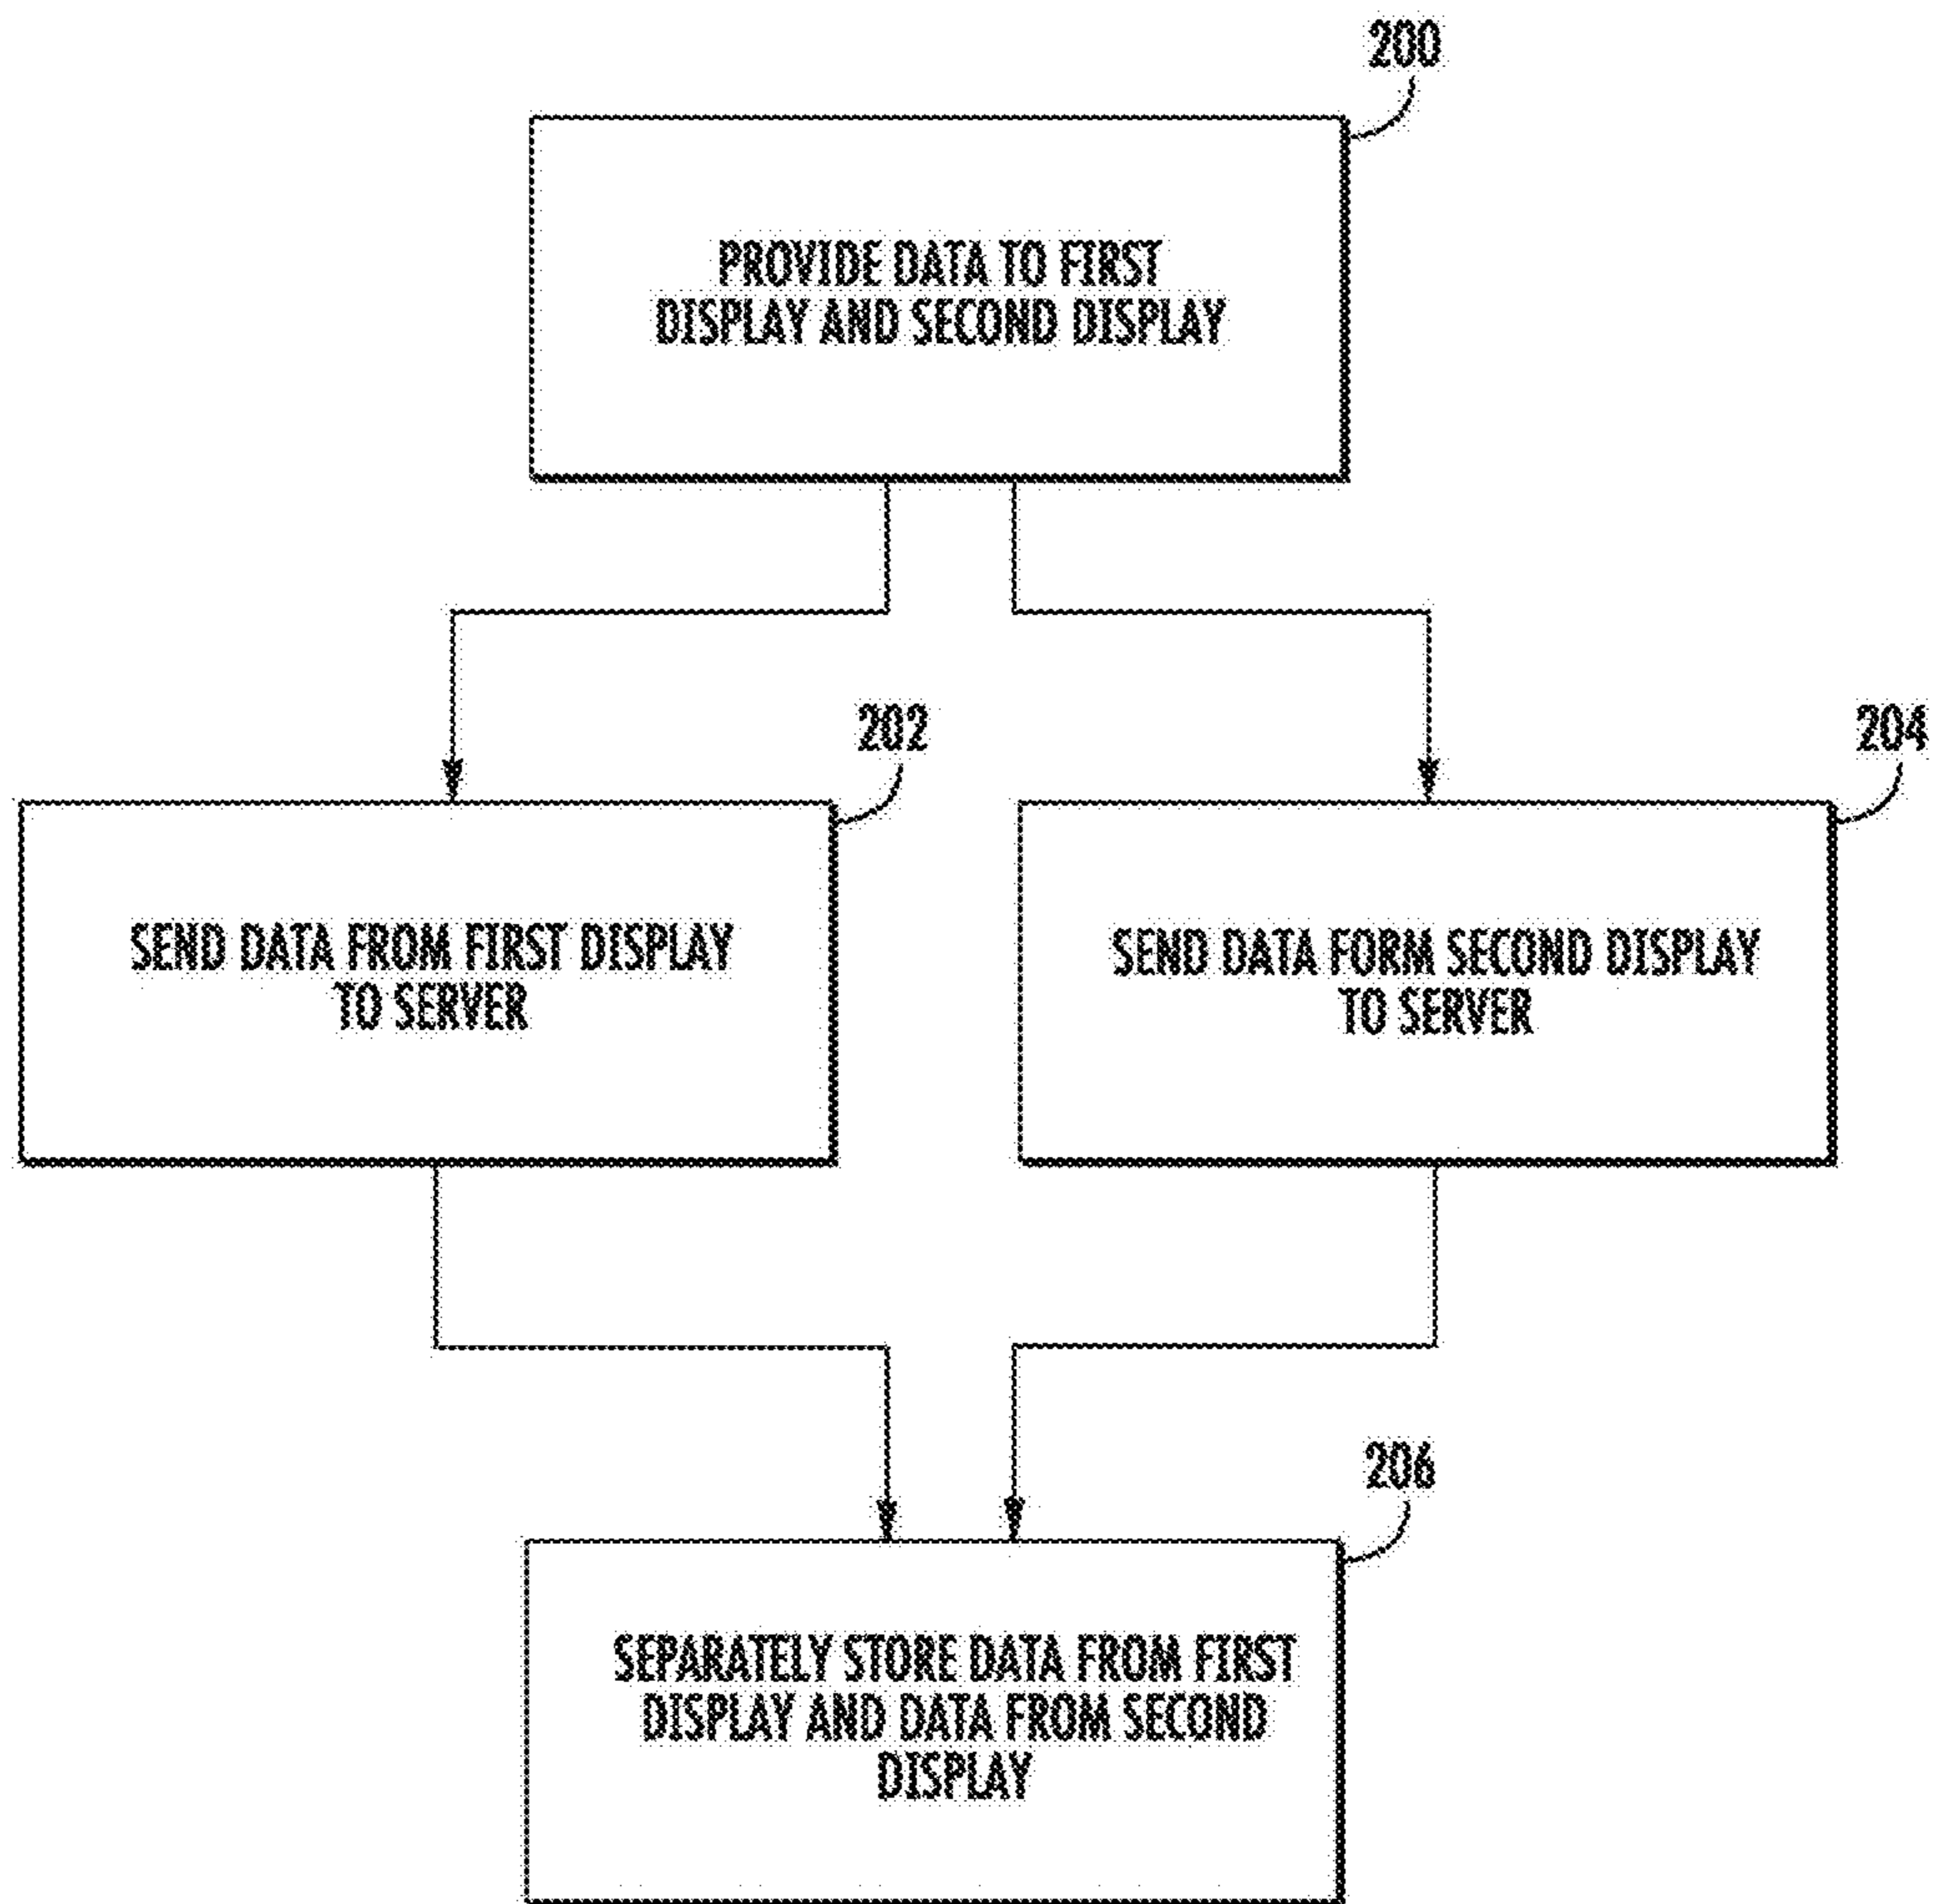 200
PROVIDE DATA TO FIRST
DISPLAY AND SECOND DISPLAY
202
204
SEND DATA FROM FIRST DISPLAY
TO SERVER
SEND DATA FORM SECOND DISPLAY
TO SERVER
206
SEPARATELY STORE DATA FROM FIRST
DISPLAY AND DATA FROM SECOND
DISPLAY